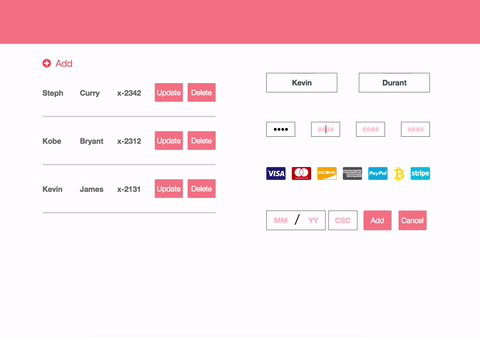 Add
Steph Curry x-2342 Update Delete
Kobe Bryant x-2312 Update Delete
Kevin James x-2131 Update Delete
Kevin Durant
•••• #### #### ####
VISA PayPal stripe
MM / YY CSC Add Cancel